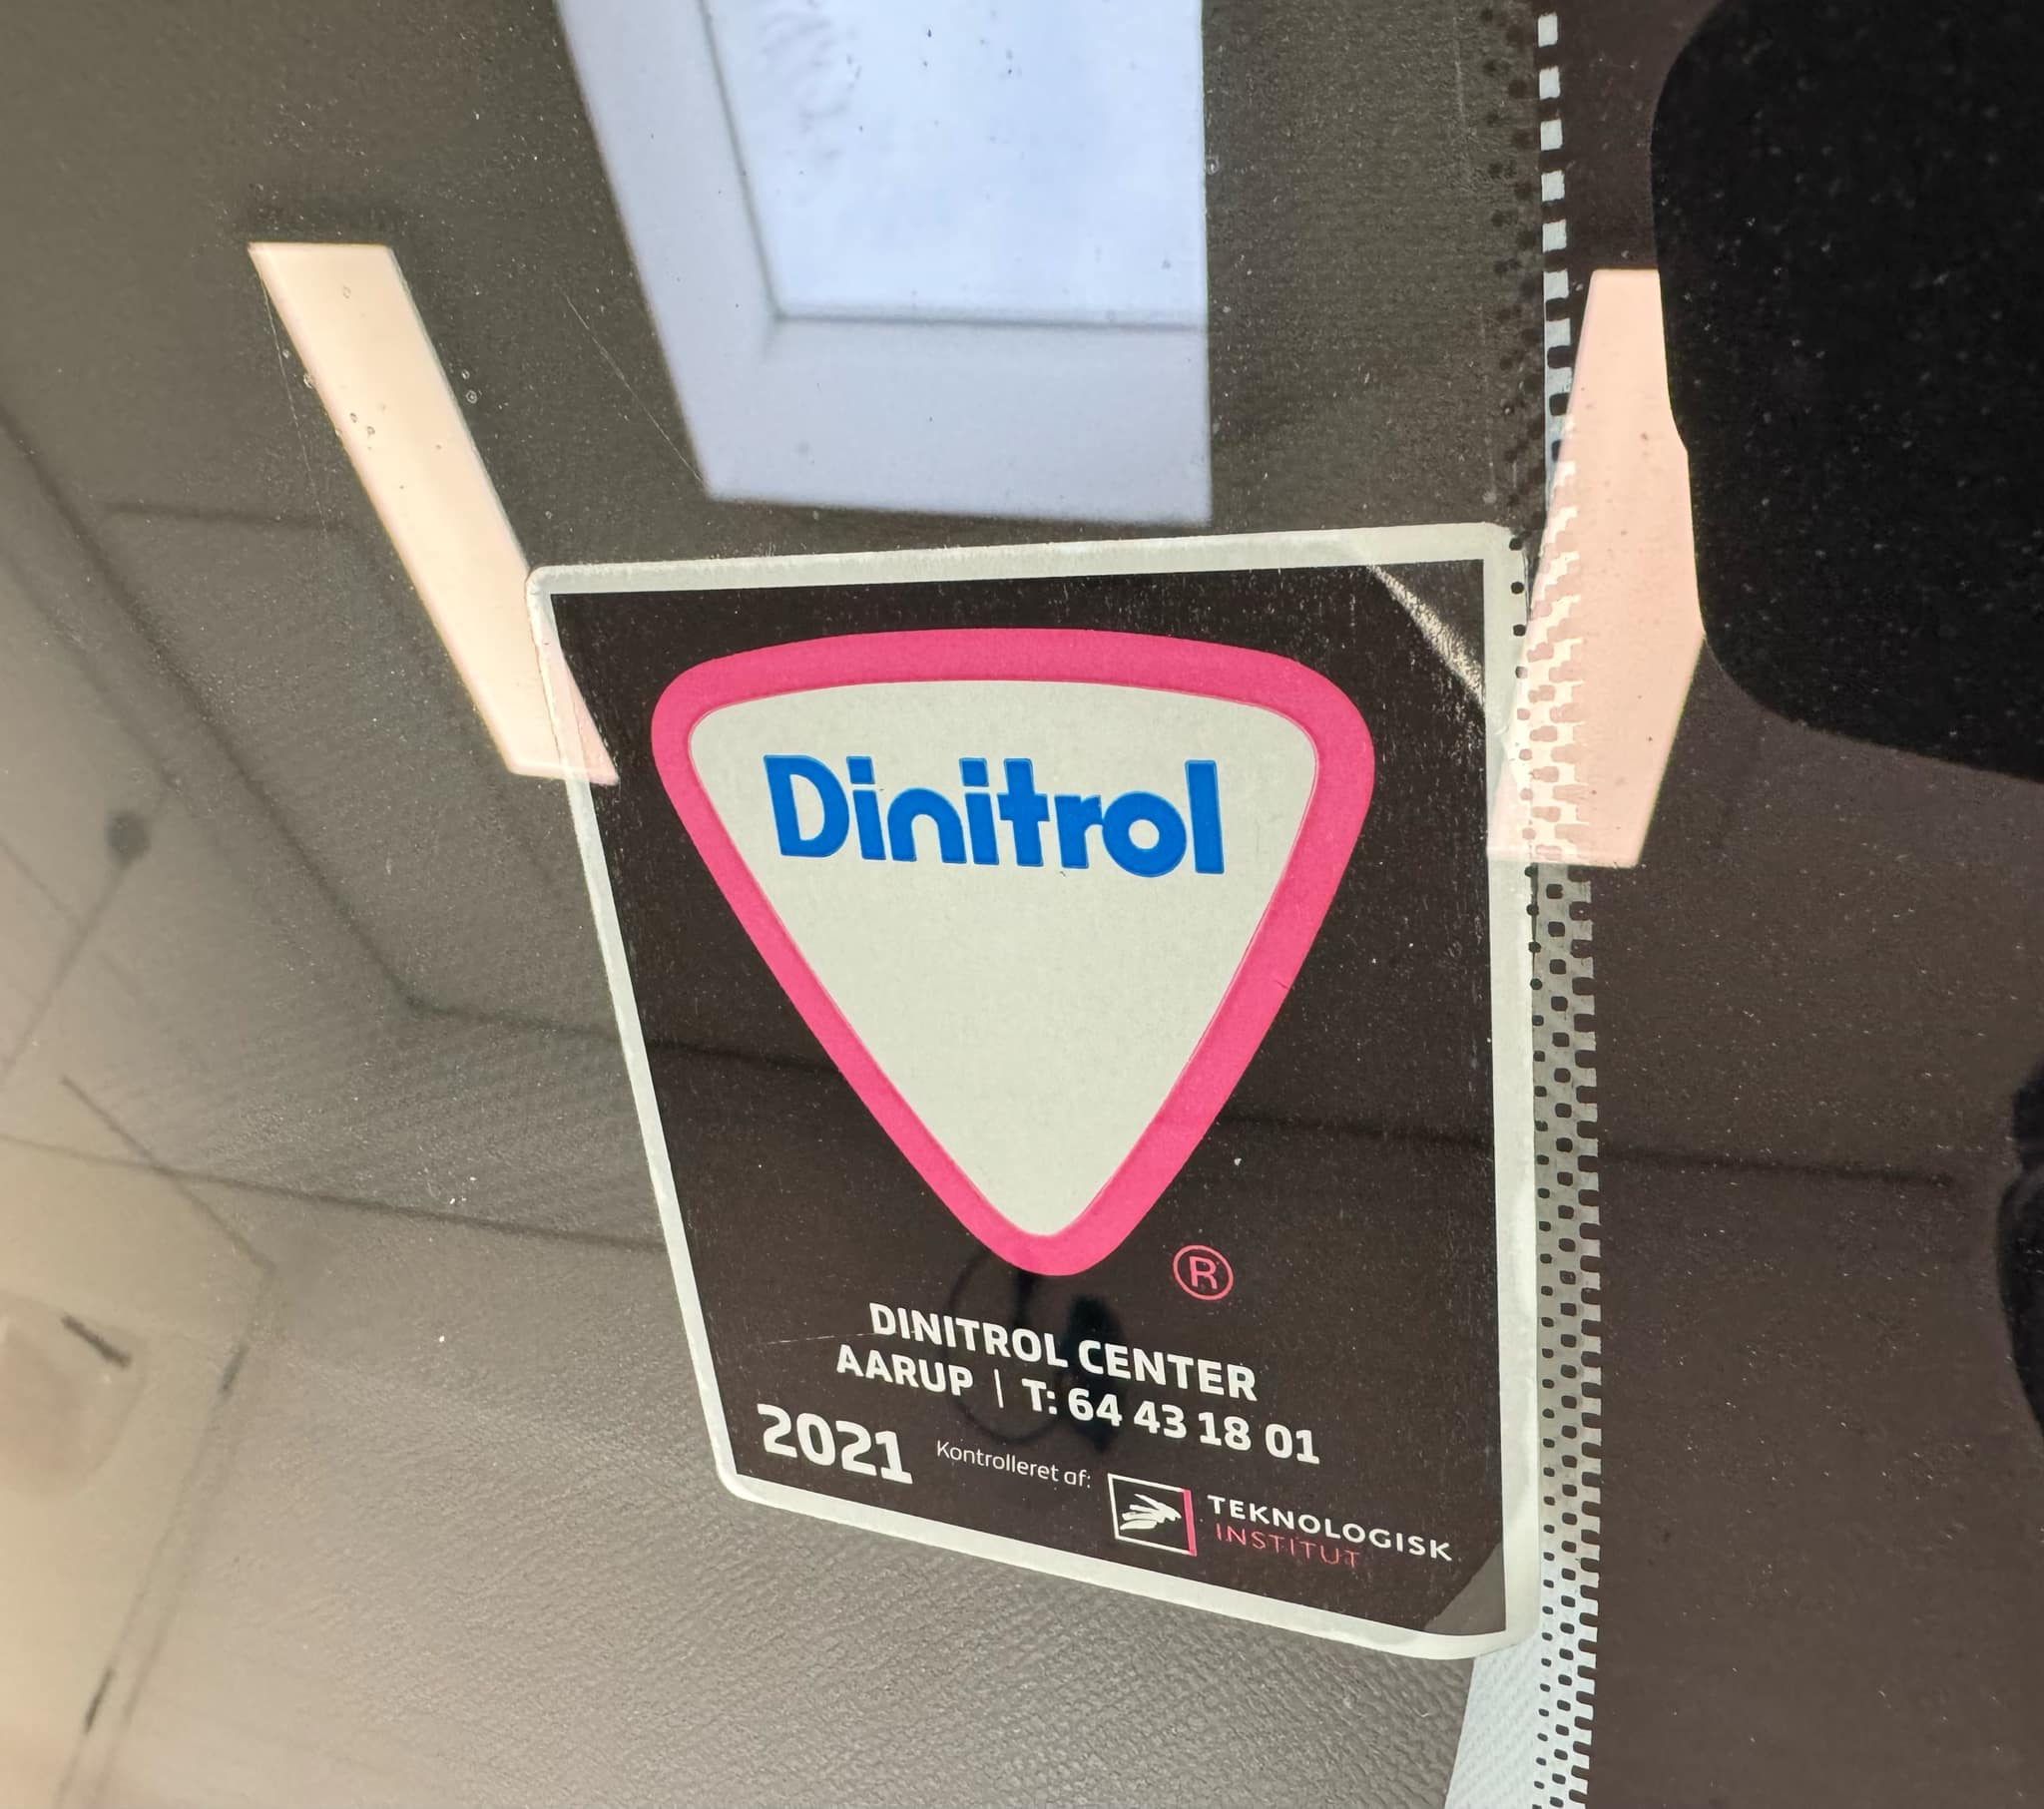 Dinitrol
®
DINITROL CENTER
AARUP | T: 64 43 18 01
2021
Kontrolleret af:
TEKNOLOGISK
INSTITUT